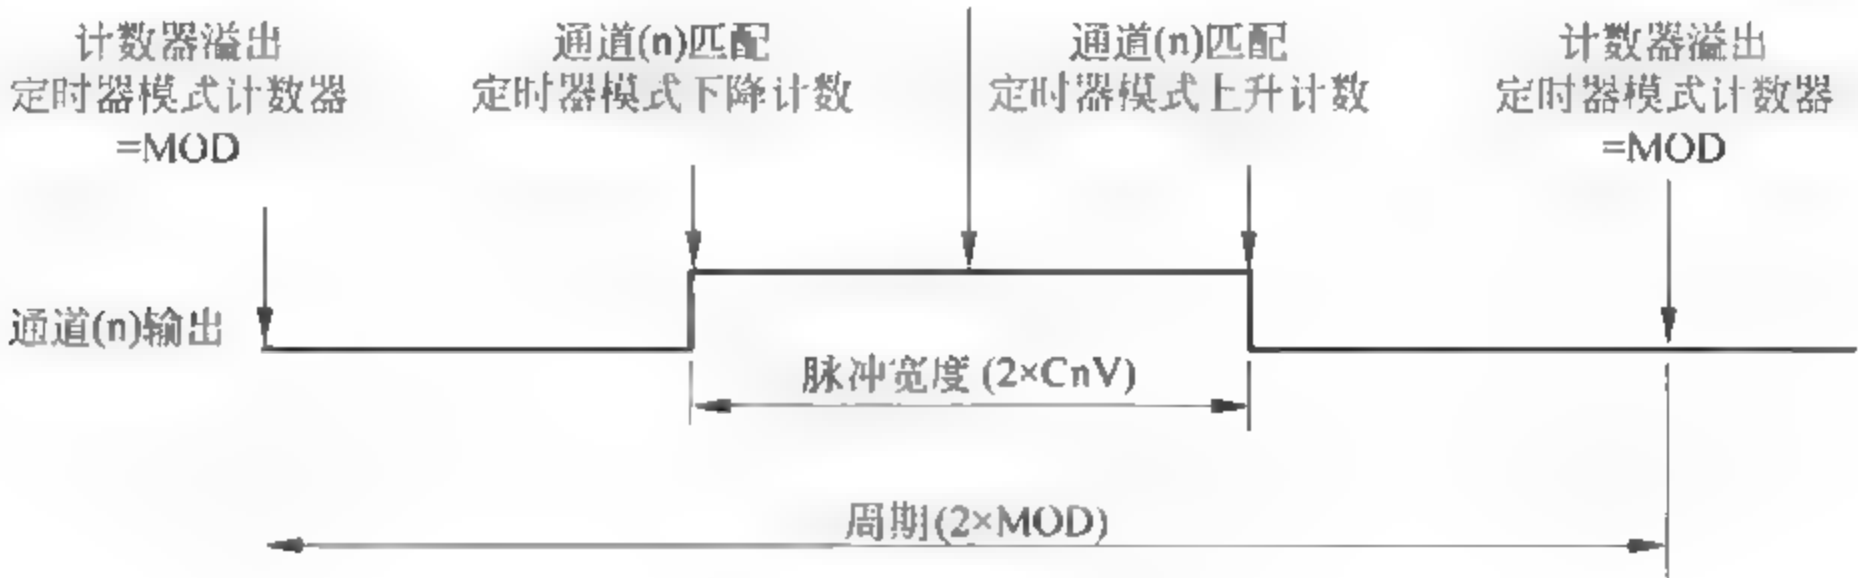 计数器溢出
定时器模式计数器
=MOD
通道(n)匹配
定时器模式下降计数
通道(n)匹配
定时器模式上升计数
计数器溢出
定时器模式计数器
=MOD
通道(n)输出
脉冲宽度 (2×CnV)
周期(2×MOD)